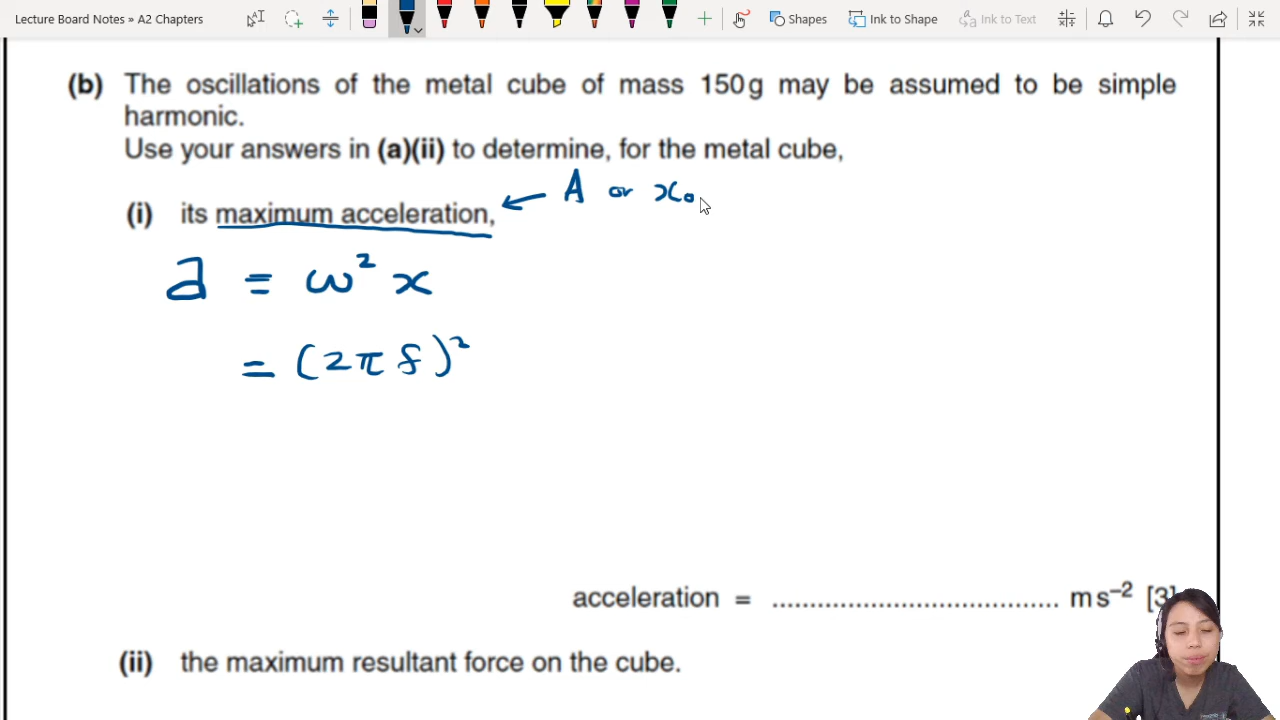 Lecture Board Notes » A2 Chapters
Shapes
Ink to Shape
Ink to Text
(b) The oscillations of the metal cube of mass 150 g may be assumed to be simple
harmonic.
Use your answers in (a)(ii) to determine, for the metal cube,
(i) its maximum acceleration, ← A or x₀
a = ω² x
= (2πf)²
acceleration = ...................................... m s⁻² [3]
(ii) the maximum resultant force on the cube.